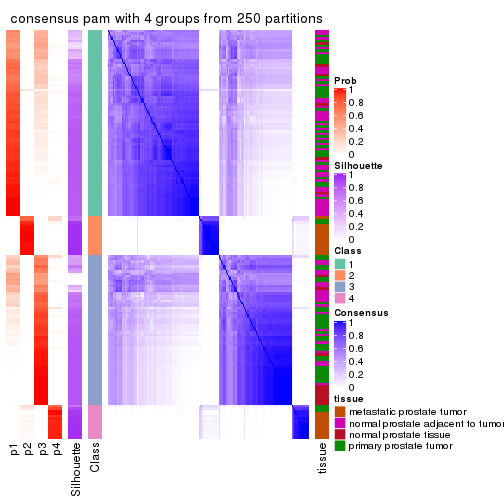 consensus pam with 4 groups from 250 partitions
Prob
1
0.8
0.6
0.4
0.2
0
Silhouette
1
0.8
0.6
0.4
0.2
0
Class
1
2
3
4
Consensus
1
0.8
0.6
0.4
0.2
0
tissue
metastatic prostate tumor
normal prostate adjacent to tumor
normal prostate tissue
primary prostate tumor
p1
p2
p3
p4
Silhouette
Class
tissue